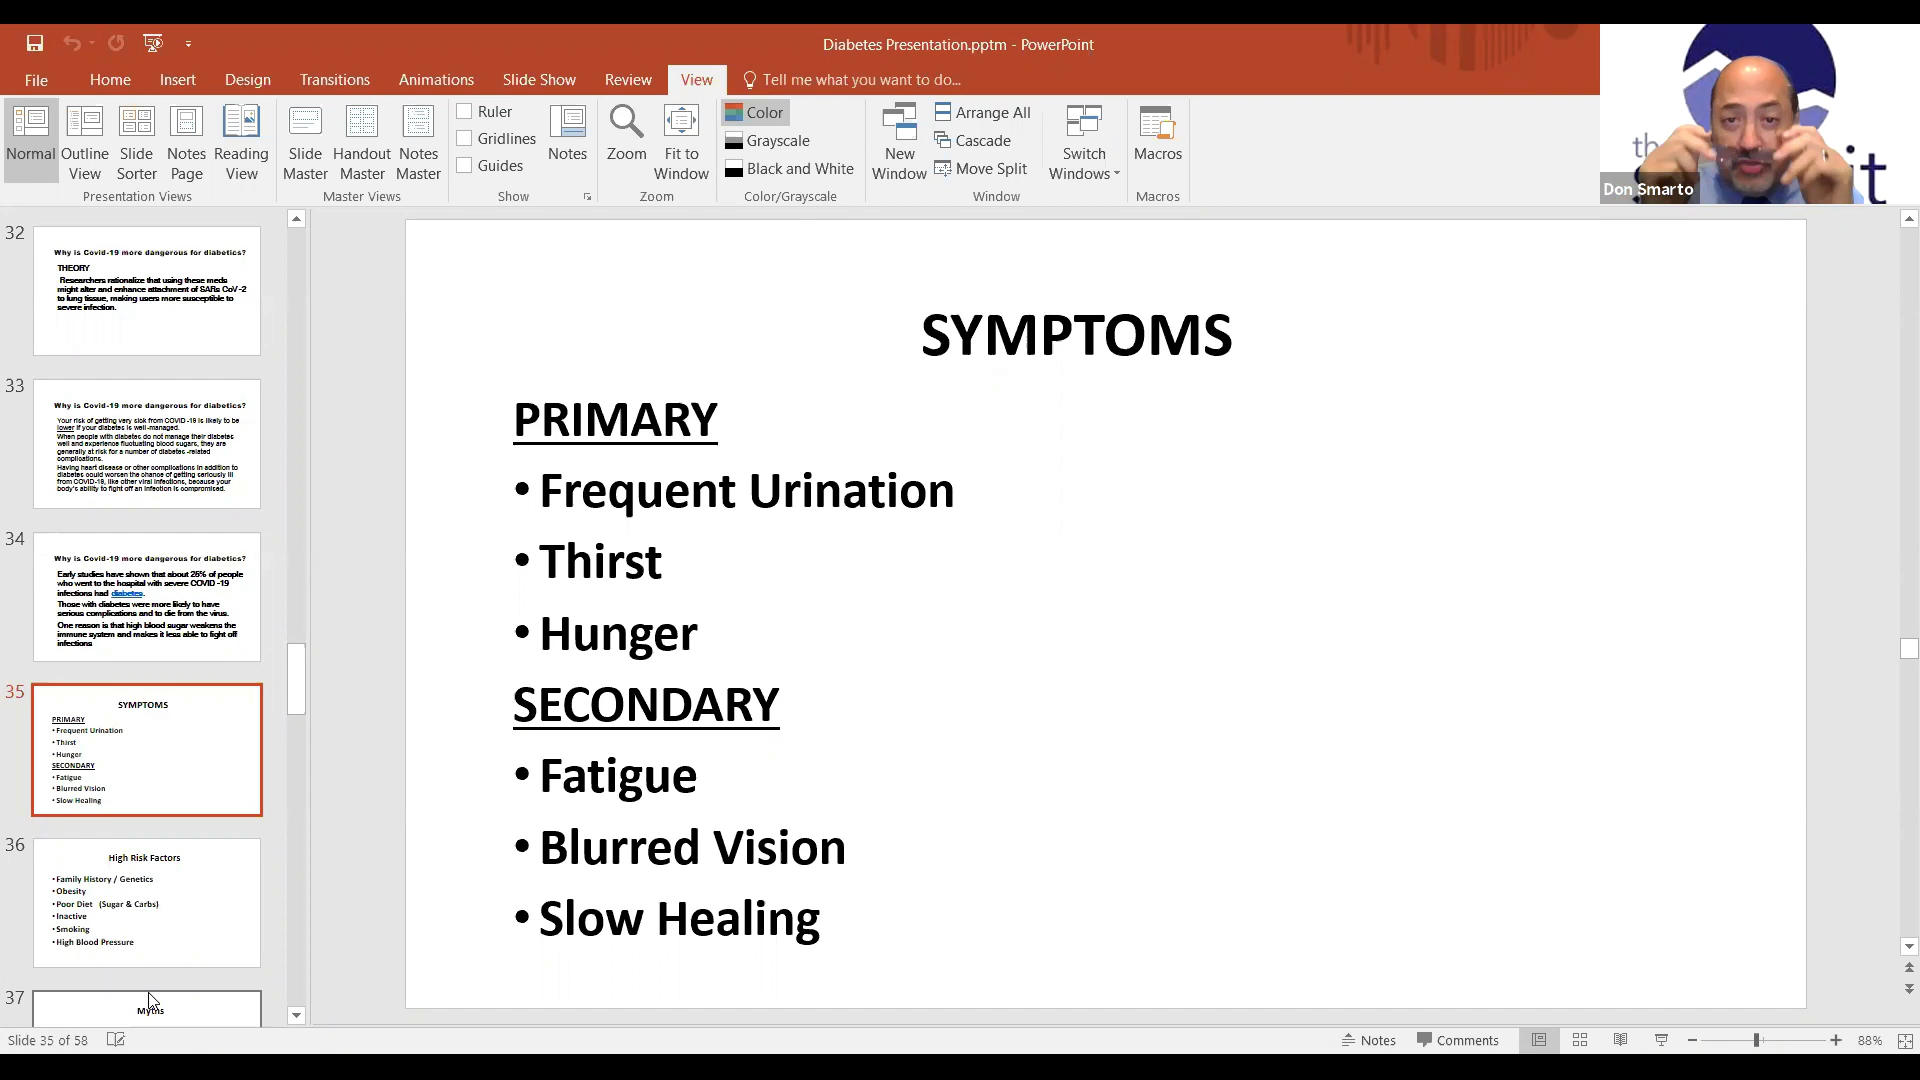 Diabetes Presentation.pptm - PowerPoint
File Home Insert Design Transitions Animations Slide Show Review View Tell me what you want to do...
Normal
Outline View
Slide Sorter
Notes Page
Reading View
Presentation Views
Slide Master
Handout Master
Notes Master
Master Views
Ruler
Gridlines
Guides
Show
Notes
Zoom
Fit to Window
Zoom
Color
Grayscale
Black and White
Color/Grayscale
New Window
Arrange All
Cascade
Move Split
Switch Windows
Window
Macros
Macros
Don Smarto
32
Why is Covid-19 more dangerous for diabetics?
THEORY
Researchers rationalize that using these meds
might alter and enhance attachment of SARs CoV-2
to lung tissue, making users more susceptible to
severe infection.
33
Why is Covid-19 more dangerous for diabetics?
Your risk of getting very sick from COVID-19 is likely to be
lower if your diabetes is well-managed.
When people with diabetes do not manage their diabetes
well and experience fluctuating blood sugars, they are
generally at risk for a number of diabetes-related
complications.
Having heart disease or other complications in addition to
diabetes could worsen the chance of getting seriously ill
from COVID-19, like other viral infections, because your
body's ability to fight off an infection is compromised.
34
Why is Covid-19 more dangerous for diabetics?
Early studies have shown that about 25% of people
who went to the hospital with severe COVID-19
infections had diabetes.
Those with diabetes were more likely to have
serious complications and to die from the virus.
One reason is that high blood sugar weakens the
immune system and makes it less able to fight off
infections
35
SYMPTOMS
PRIMARY
• Frequent Urination
• Thirst
• Hunger
SECONDARY
• Fatigue
• Blurred Vision
• Slow Healing
36
High Risk Factors
• Family History / Genetics
• Obesity
• Poor Diet (Sugar & Carbs)
• Inactive
• Smoking
• High Blood Pressure
37
Myths
SYMPTOMS
PRIMARY
• Frequent Urination
• Thirst
• Hunger
SECONDARY
• Fatigue
• Blurred Vision
• Slow Healing
Slide 35 of 58
Notes Comments 88%